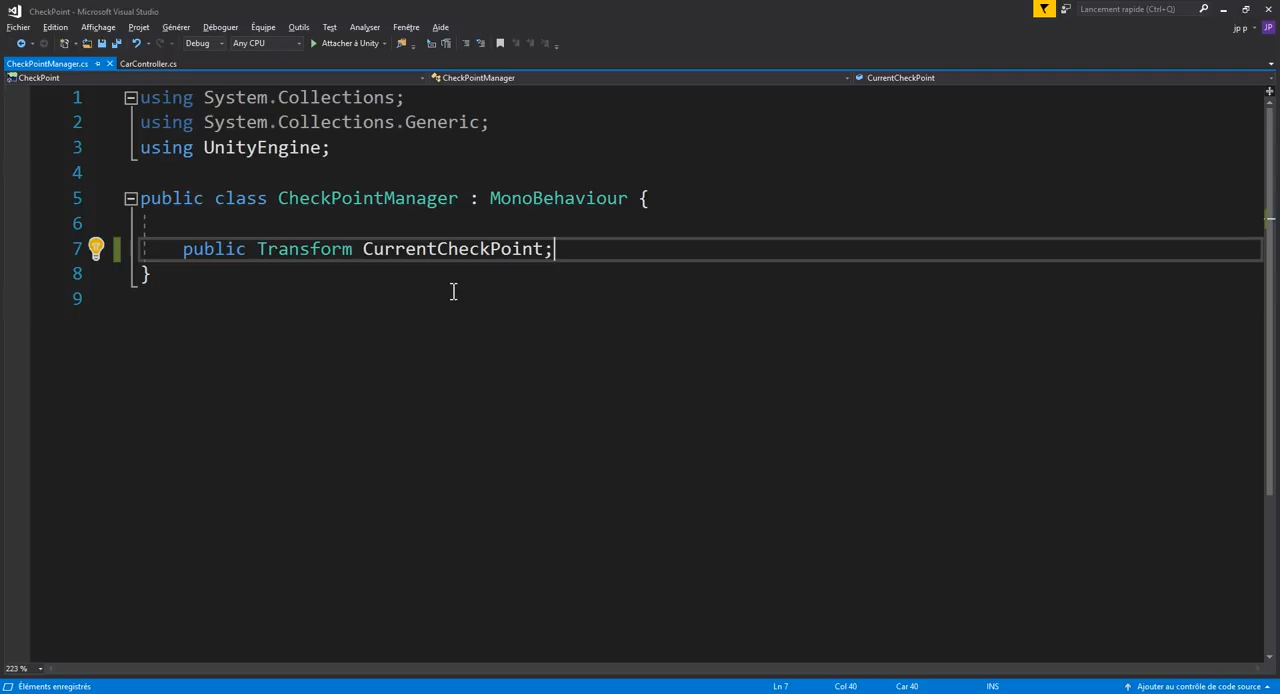 CheckPoint - Microsoft Visual Studio
Lancement rapide (Ctrl+Q)
Fichier Edition Affichage Projet Générer Déboguer Équipe Outils Test Analyser Fenêtre Aide
jp p
JP
Debug Any CPU Attacher à Unity
CheckPointManager.cs CarController.cs
CheckPoint CheckPointManager CurrentCheckPoint
1 using System.Collections;
2 using System.Collections.Generic;
3 using UnityEngine;
4
5 public class CheckPointManager : MonoBehaviour {
6
7 public Transform CurrentCheckPoint;
8 }
9
223 %
Éléments enregistrés Ln 7 Col 40 Car 40 INS Ajouter au contrôle de code source